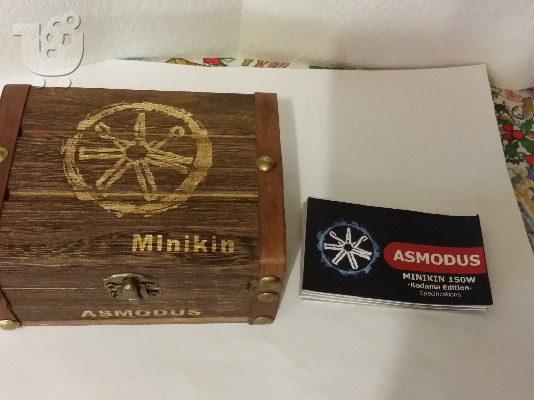 Minikin
ASMODUS
ASMODUS
MINIKIN 150W
-Kodama Edition-
Specifications